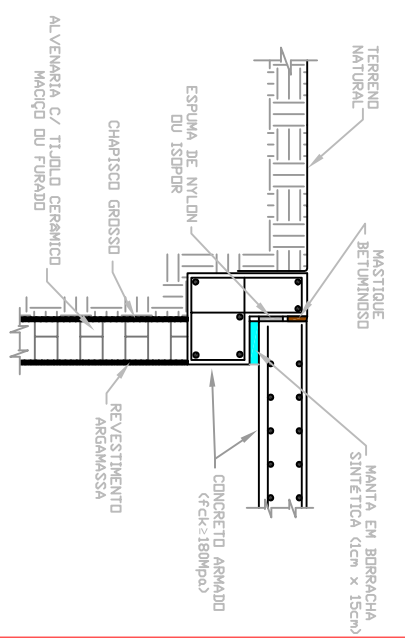 TERRENO
NATURAL
MASTIQUE
BETUMINOSO
MANTA EM BORRACHA
SINTÉTICA (1cm x 15cm)
ESPUMA DE NYLON
OU ISOPOR
CONCRETO ARMADO
(fck≥180Mpa)
CHAPISCO GROSSO
REVESTIMENTO
ARGAMASSA
ALVENARIA C/ TIJOLO CERAMICO
MACIÇO OU FURADO